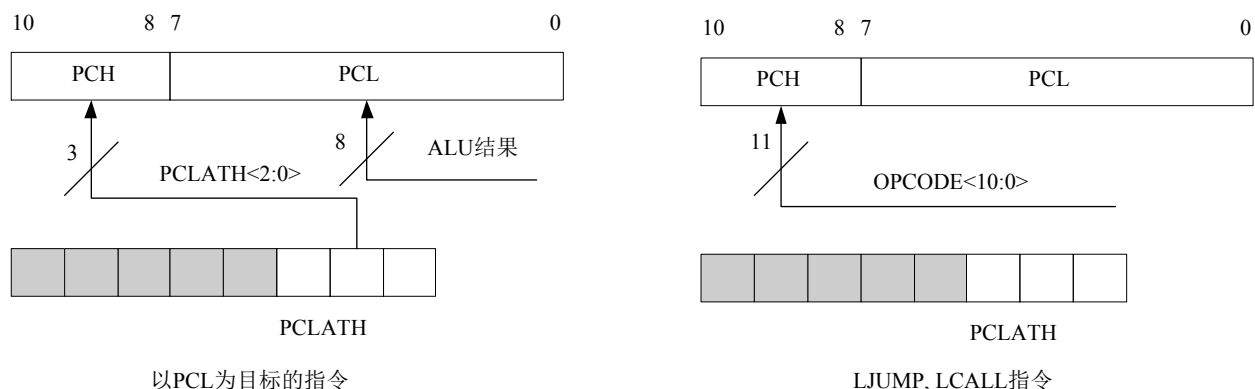 10 8 7 0
PCH PCL
3
8
ALU结果
PCLATH<2:0>
PCLATH
以PCL为目标的指令
10 8 7 0
PCH PCL
11
OPCODE<10:0>
PCLATH
LJUMP, LCALL指令